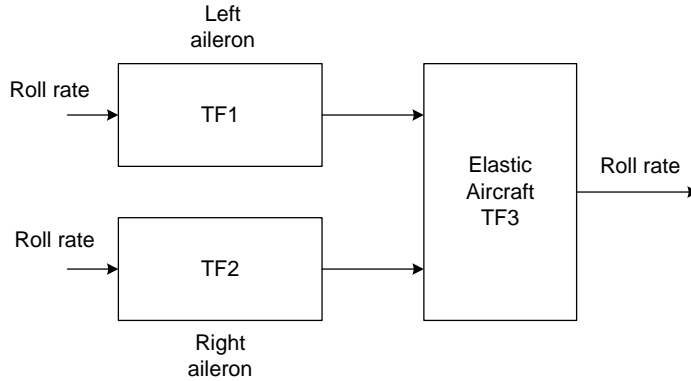 Left
aileron
Roll rate
TF1
Elastic
Aircraft
TF3
Roll rate
Roll rate
TF2
Right
aileron